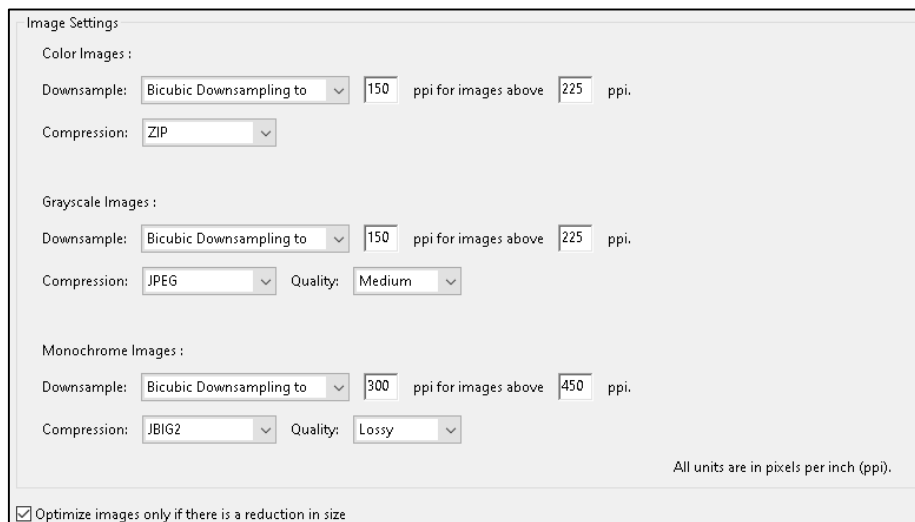 Image Settings
Color Images :
Downsample: Bicubic Downsampling to 150 ppi for images above 225 ppi.
Compression: ZIP
Grayscale Images :
Downsample: Bicubic Downsampling to 150 ppi for images above 225 ppi.
Compression: JPEG Quality: Medium
Monochrome Images :
Downsample: Bicubic Downsampling to 300 ppi for images above 450 ppi.
Compression: JBIG2 Quality: Lossy
All units are in pixels per inch (ppi).
Optimize images only if there is a reduction in size